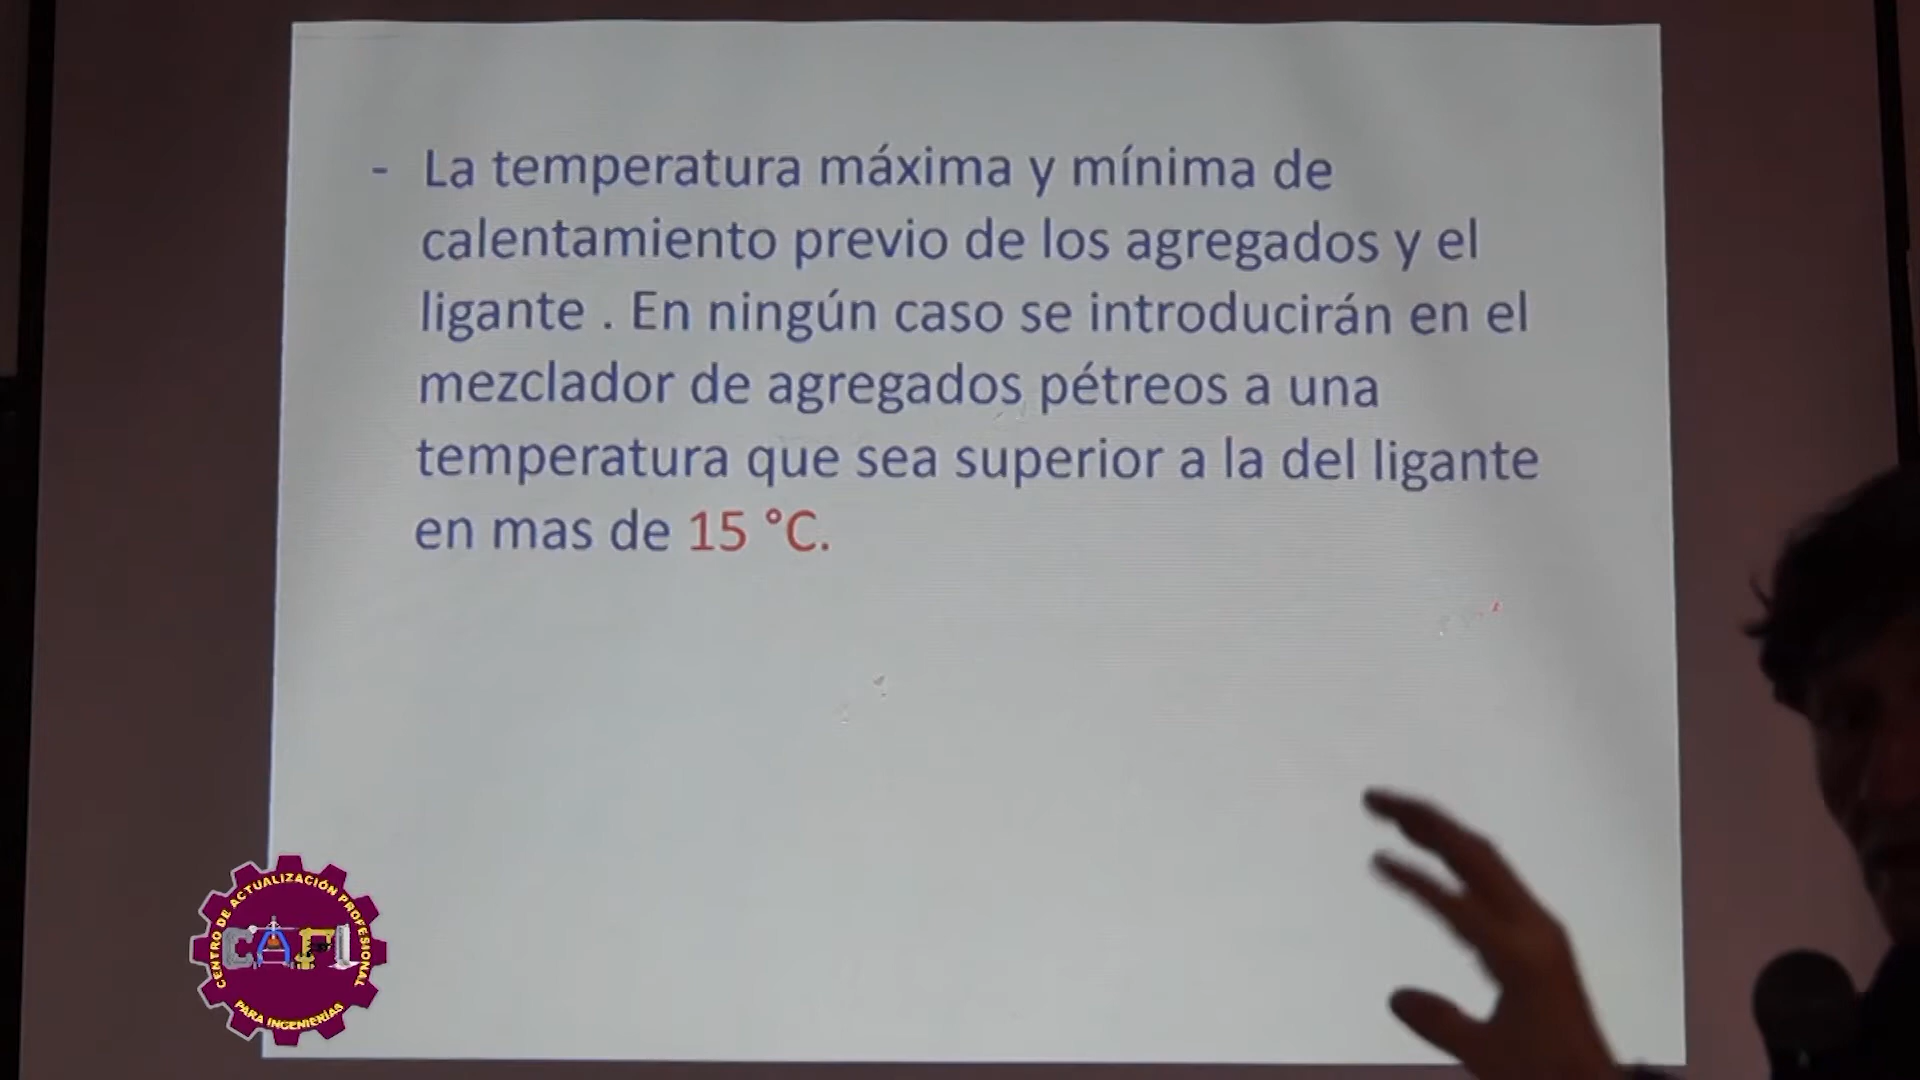 - La temperatura máxima y mínima de
calentamiento previo de los agregados y el
ligante . En ningún caso se introducirán en el
mezclador de agregados pétreos a una
temperatura que sea superior a la del ligante
en mas de 15 °C.
CENTRO DE ACTUALIZACIÓN PROFESIONAL
CAPI
PARA INGENIERÍAS